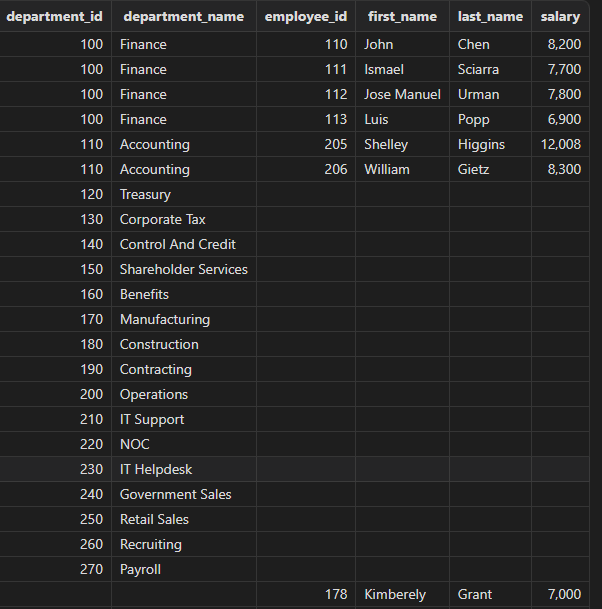 department_id department_name employee_id first_name last_name salary
100 Finance 110 John Chen 8,200
100 Finance 111 Ismael Sciarra 7,700
100 Finance 112 Jose Manuel Urman 7,800
100 Finance 113 Luis Popp 6,900
110 Accounting 205 Shelley Higgins 12,008
110 Accounting 206 William Gietz 8,300
120 Treasury
130 Corporate Tax
140 Control And Credit
150 Shareholder Services
160 Benefits
170 Manufacturing
180 Construction
190 Contracting
200 Operations
210 IT Support
220 NOC
230 IT Helpdesk
240 Government Sales
250 Retail Sales
260 Recruiting
270 Payroll
178 Kimberely Grant 7,000